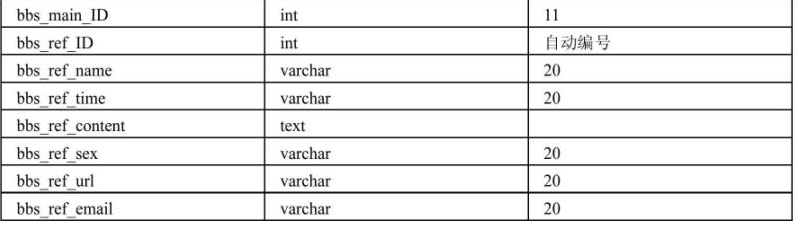 bbs_main_ID int 11
bbs_ref_ID int 自动编号
bbs_ref_name varchar 20
bbs_ref_time varchar 20
bbs_ref_content text
bbs_ref_sex varchar 20
bbs_ref_url varchar 20
bbs_ref_email varchar 20